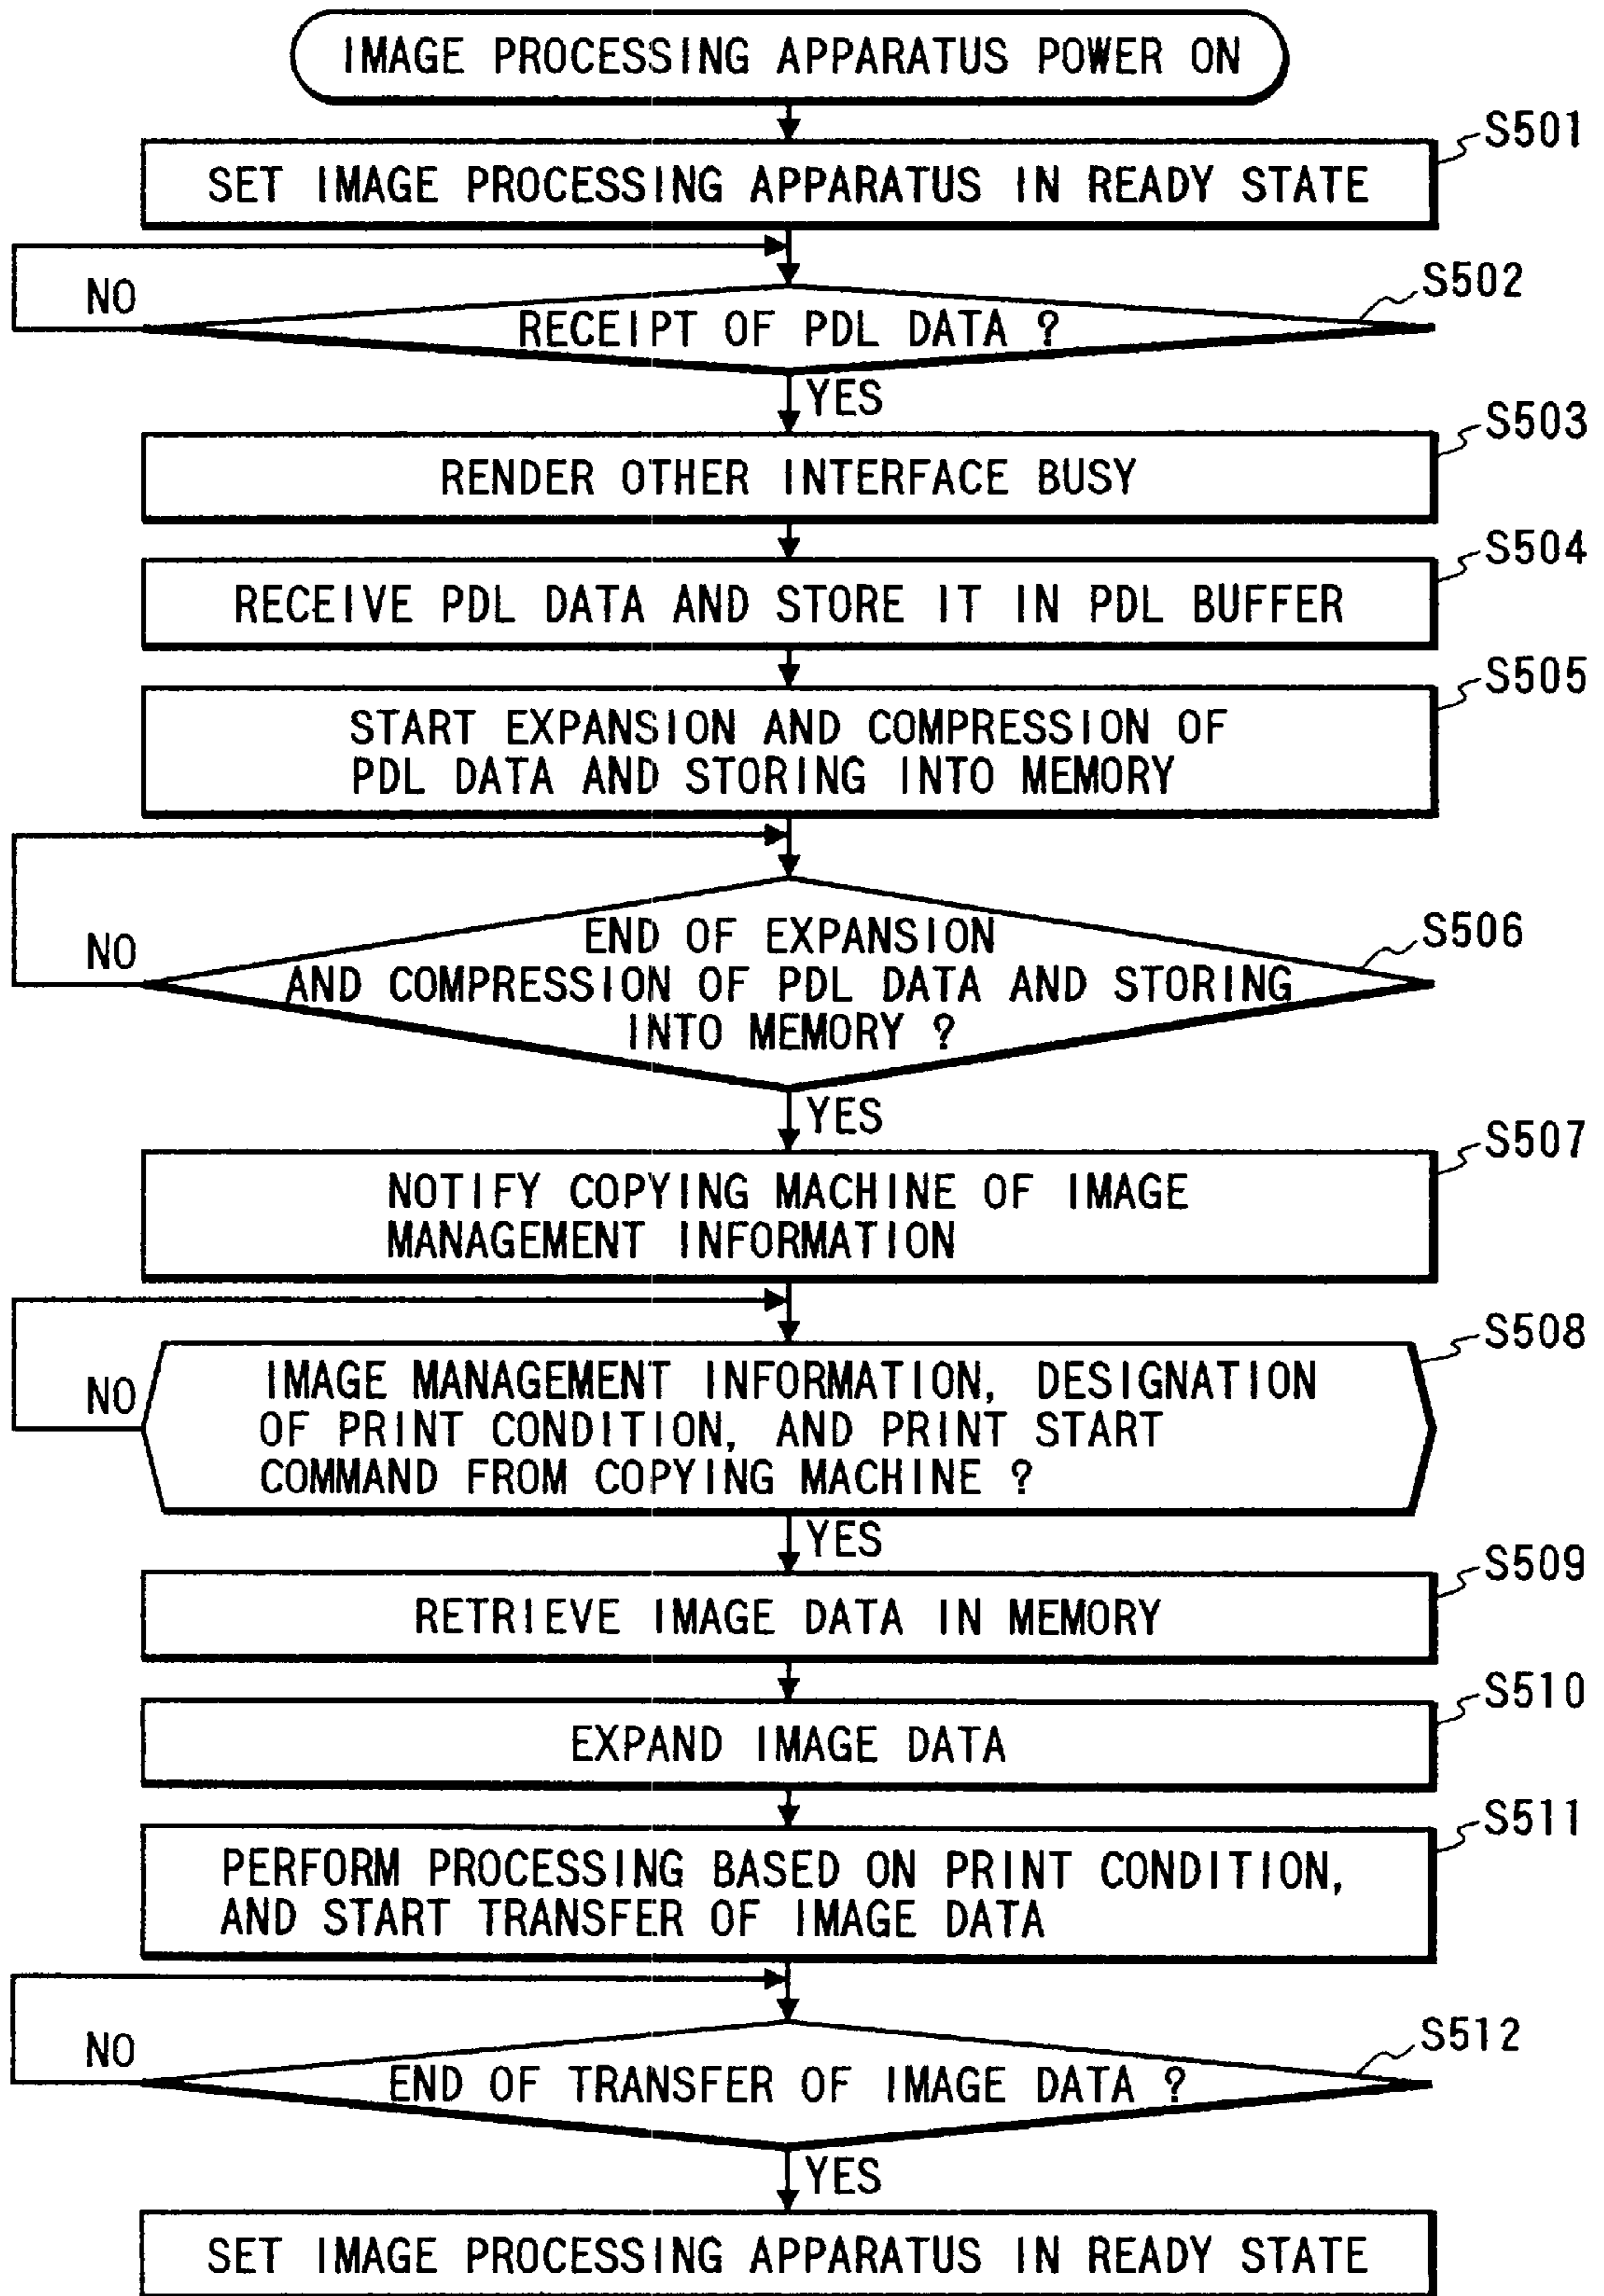 IMAGE PROCESSING APPARATUS POWER ON
S501
SET IMAGE PROCESSING APPARATUS IN READY STATE
S502
NO
RECEIPT OF PDL DATA ?
YES
S503
RENDER OTHER INTERFACE BUSY
S504
RECEIVE PDL DATA AND STORE IT IN PDL BUFFER
S505
START EXPANSION AND COMPRESSION OF
PDL DATA AND STORING INTO MEMORY
S506
NO
END OF EXPANSION
AND COMPRESSION OF PDL DATA AND STORING
INTO MEMORY ?
YES
S507
NOTIFY COPYING MACHINE OF IMAGE
MANAGEMENT INFORMATION
S508
NO
IMAGE MANAGEMENT INFORMATION, DESIGNATION
OF PRINT CONDITION, AND PRINT START
COMMAND FROM COPYING MACHINE ?
YES
S509
RETRIEVE IMAGE DATA IN MEMORY
S510
EXPAND IMAGE DATA
S511
PERFORM PROCESSING BASED ON PRINT CONDITION,
AND START TRANSFER OF IMAGE DATA
S512
NO
END OF TRANSFER OF IMAGE DATA ?
YES
SET IMAGE PROCESSING APPARATUS IN READY STATE